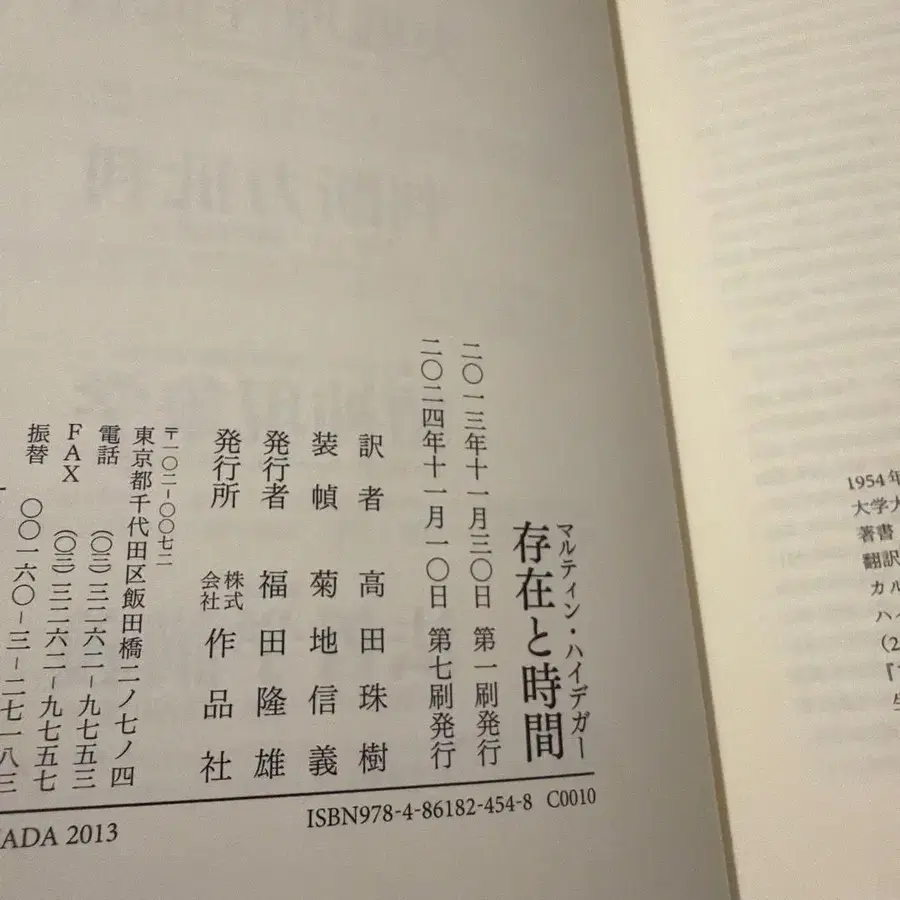 マルティン・ハイデガー
存在と時間
二〇一三年十一月三〇日 第一刷発行
二〇二四年十一月一〇日 第七刷発行
訳者 高田珠樹
装幀 菊地信義
発行者 福田隆雄
発行所 株式会社 作品社
〒一〇二-〇〇七二
東京都千代田区飯田橋二ノ七ノ四
電話 (〇三)三二六二-九七五三
FAX (〇三)三二六二-九七五七
振替 〇〇一六〇-三-二七一八三
ISBN978-4-86182-454-8 C0010
ADA 2013
1954年
大学大
著書
翻訳
カル
ハイ
(2